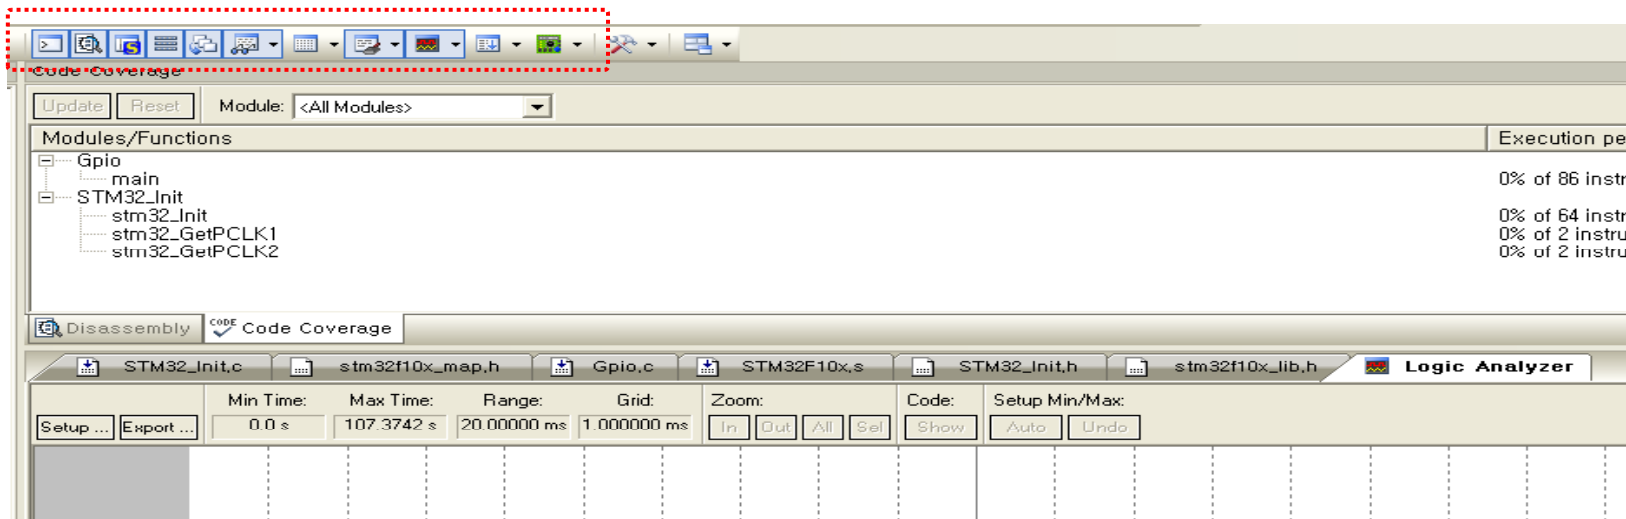 Code Coverage
Update Reset Module: <All Modules>
Modules/Functions Execution pe
Gpio
main 0% of 86 instr
STM32_Init
stm32_Init 0% of 64 instr
stm32_GetPCLK1 0% of 2 instru
stm32_GetPCLK2 0% of 2 instru
Disassembly CODE Code Coverage
STM32_Init.c stm32f10x_map.h Gpio.c STM32F10x.s STM32_Init.h stm32f10x_lib.h Logic Analyzer
Min Time: Max Time: Range: Grid: Zoom: Code: Setup Min/Max:
Setup ... Export ... 0.0 s 107.3742 s 20.00000 ms 1.000000 ms In Out All Sel Show Auto Undo